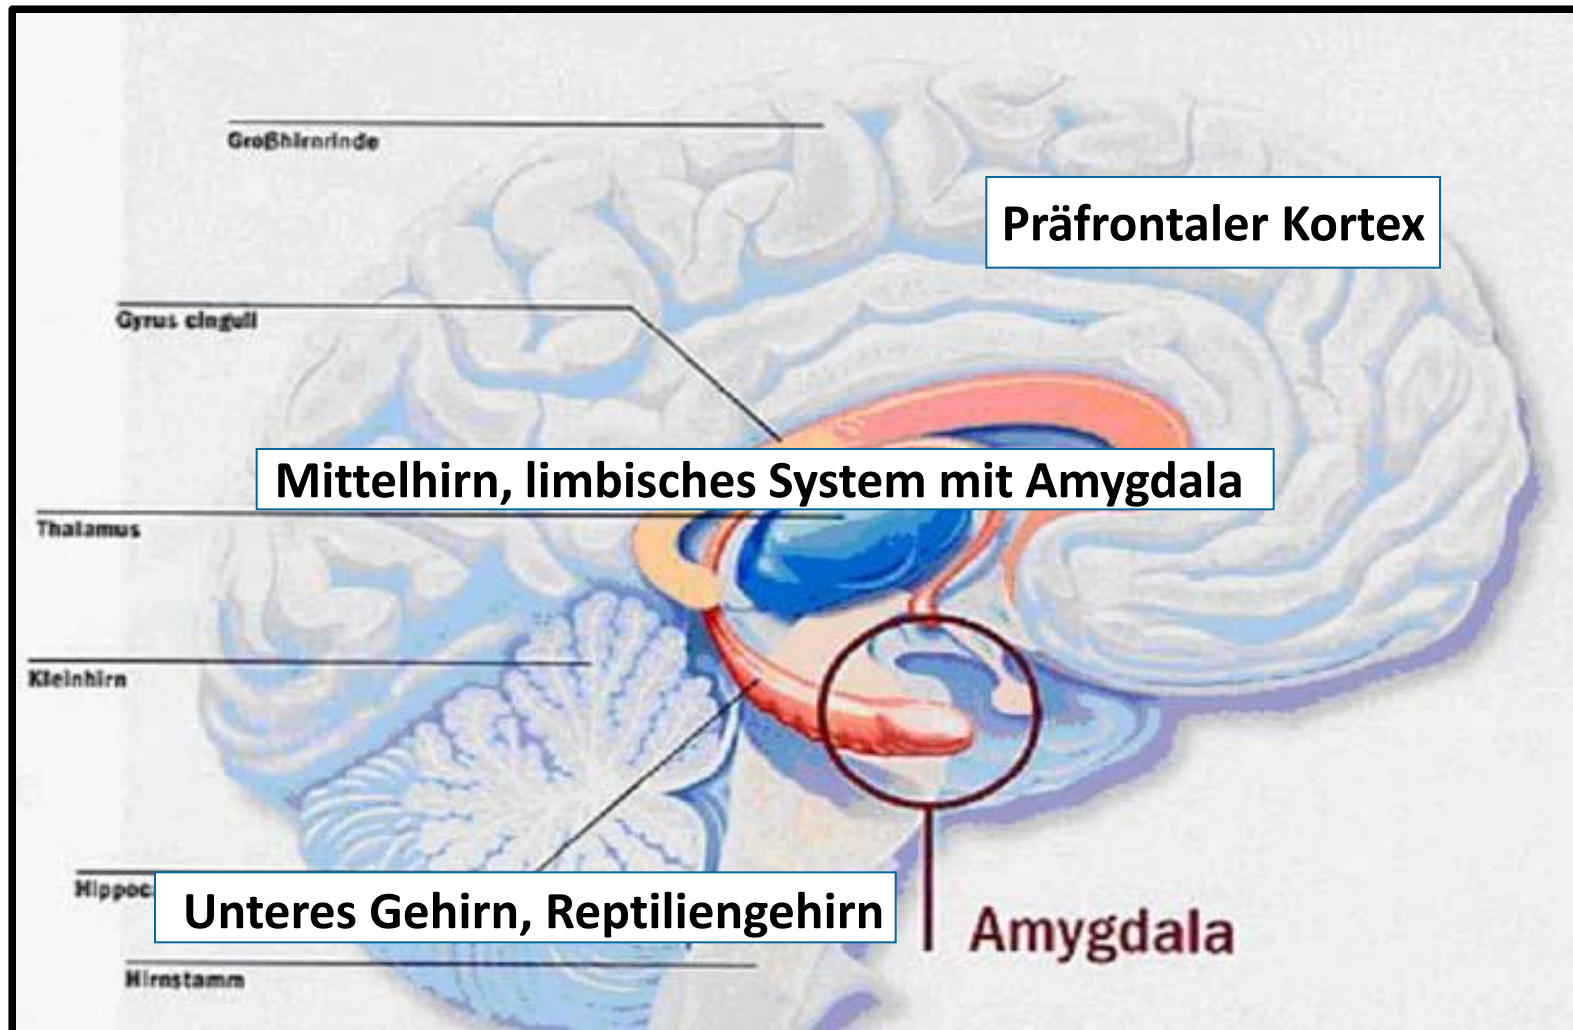 Großhirnrinde
Präfrontaler Kortex
Gyrus cinguli
Mittelhirn, limbisches System mit Amygdala
Thalamus
Kleinhirn
Unteres Gehirn, Reptiliengehirn
Amygdala
Hirnstamm